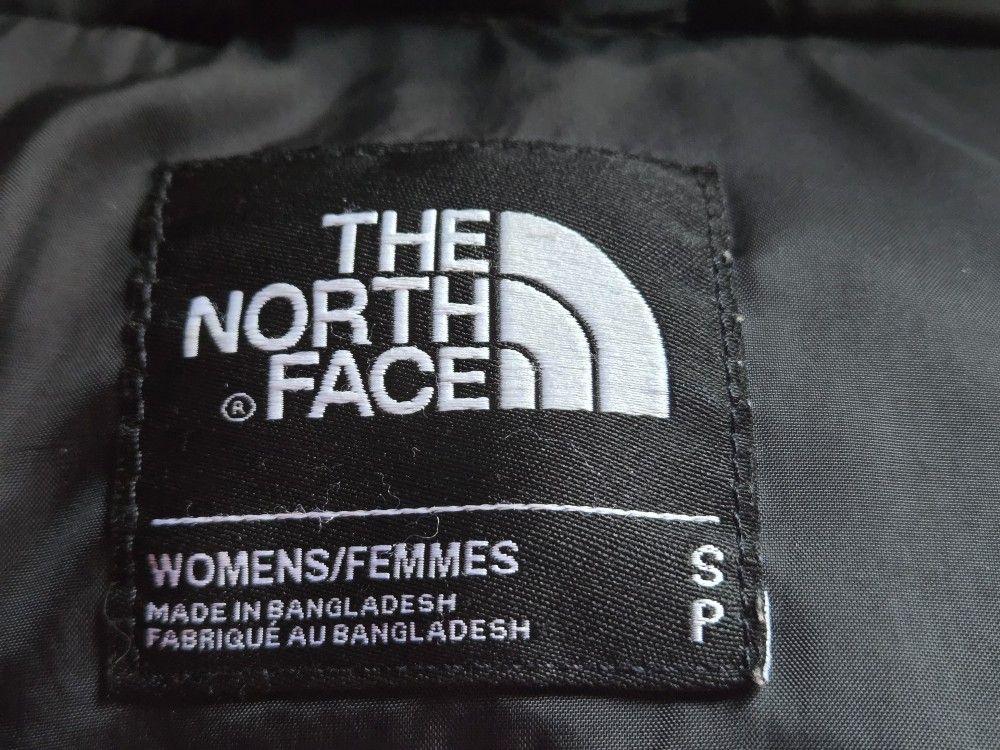 THE
NORTH
® FACE
WOMENS/FEMMES S
MADE IN BANGLADESH
FABRIQUÉ AU BANGLADESH P